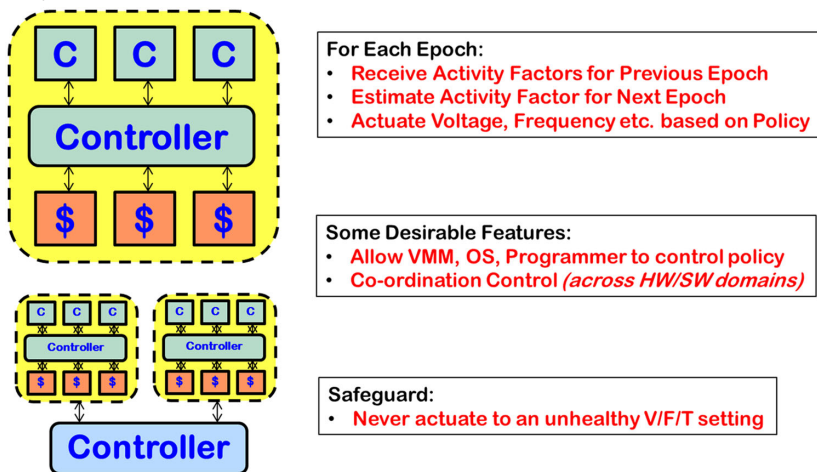 C C C
Controller
$ $ $
For Each Epoch:
• Receive Activity Factors for Previous Epoch
• Estimate Activity Factor for Next Epoch
• Actuate Voltage, Frequency etc. based on Policy
Some Desirable Features:
• Allow VMM, OS, Programmer to control policy
• Co-ordination Control (across HW/SW domains)
C C C C C C
Controller Controller
$ $ $ $ $ $
Controller
Safeguard:
• Never actuate to an unhealthy V/F/T setting